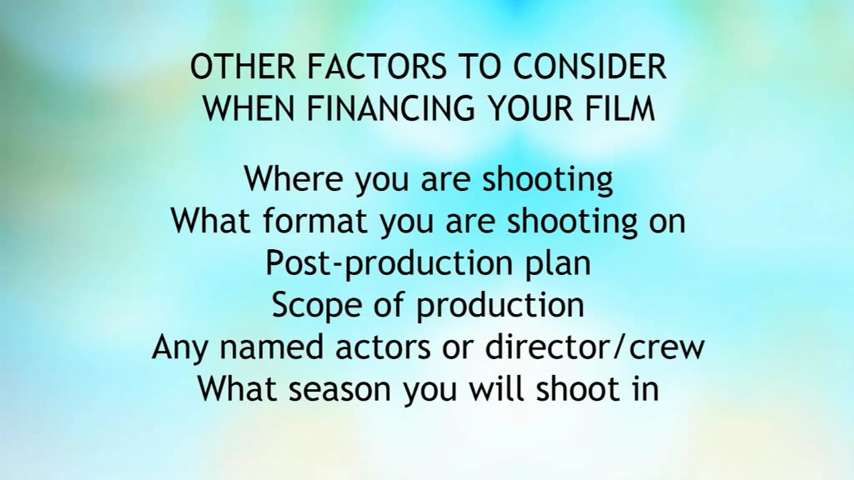 OTHER FACTORS TO CONSIDER
WHEN FINANCING YOUR FILM
Where you are shooting
What format you are shooting on
Post-production plan
Scope of production
Any named actors or director/crew
What season you will shoot in